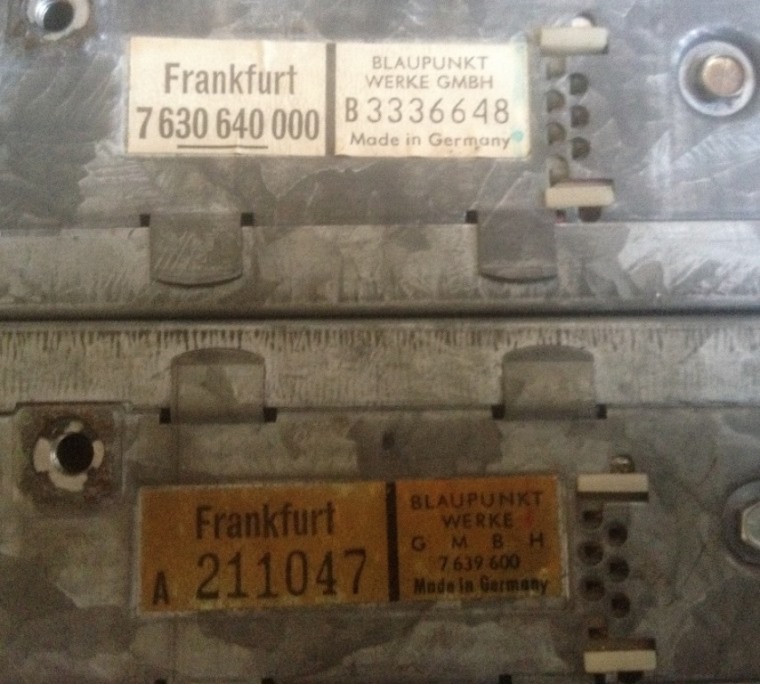 Frankfurt
7 630 640 000
BLAUPUNKT
WERKE GMBH
B3336648
Made in Germany
Frankfurt
A 211047
BLAUPUNKT
WERKE
G M B H
7 639 600
Made in Germany